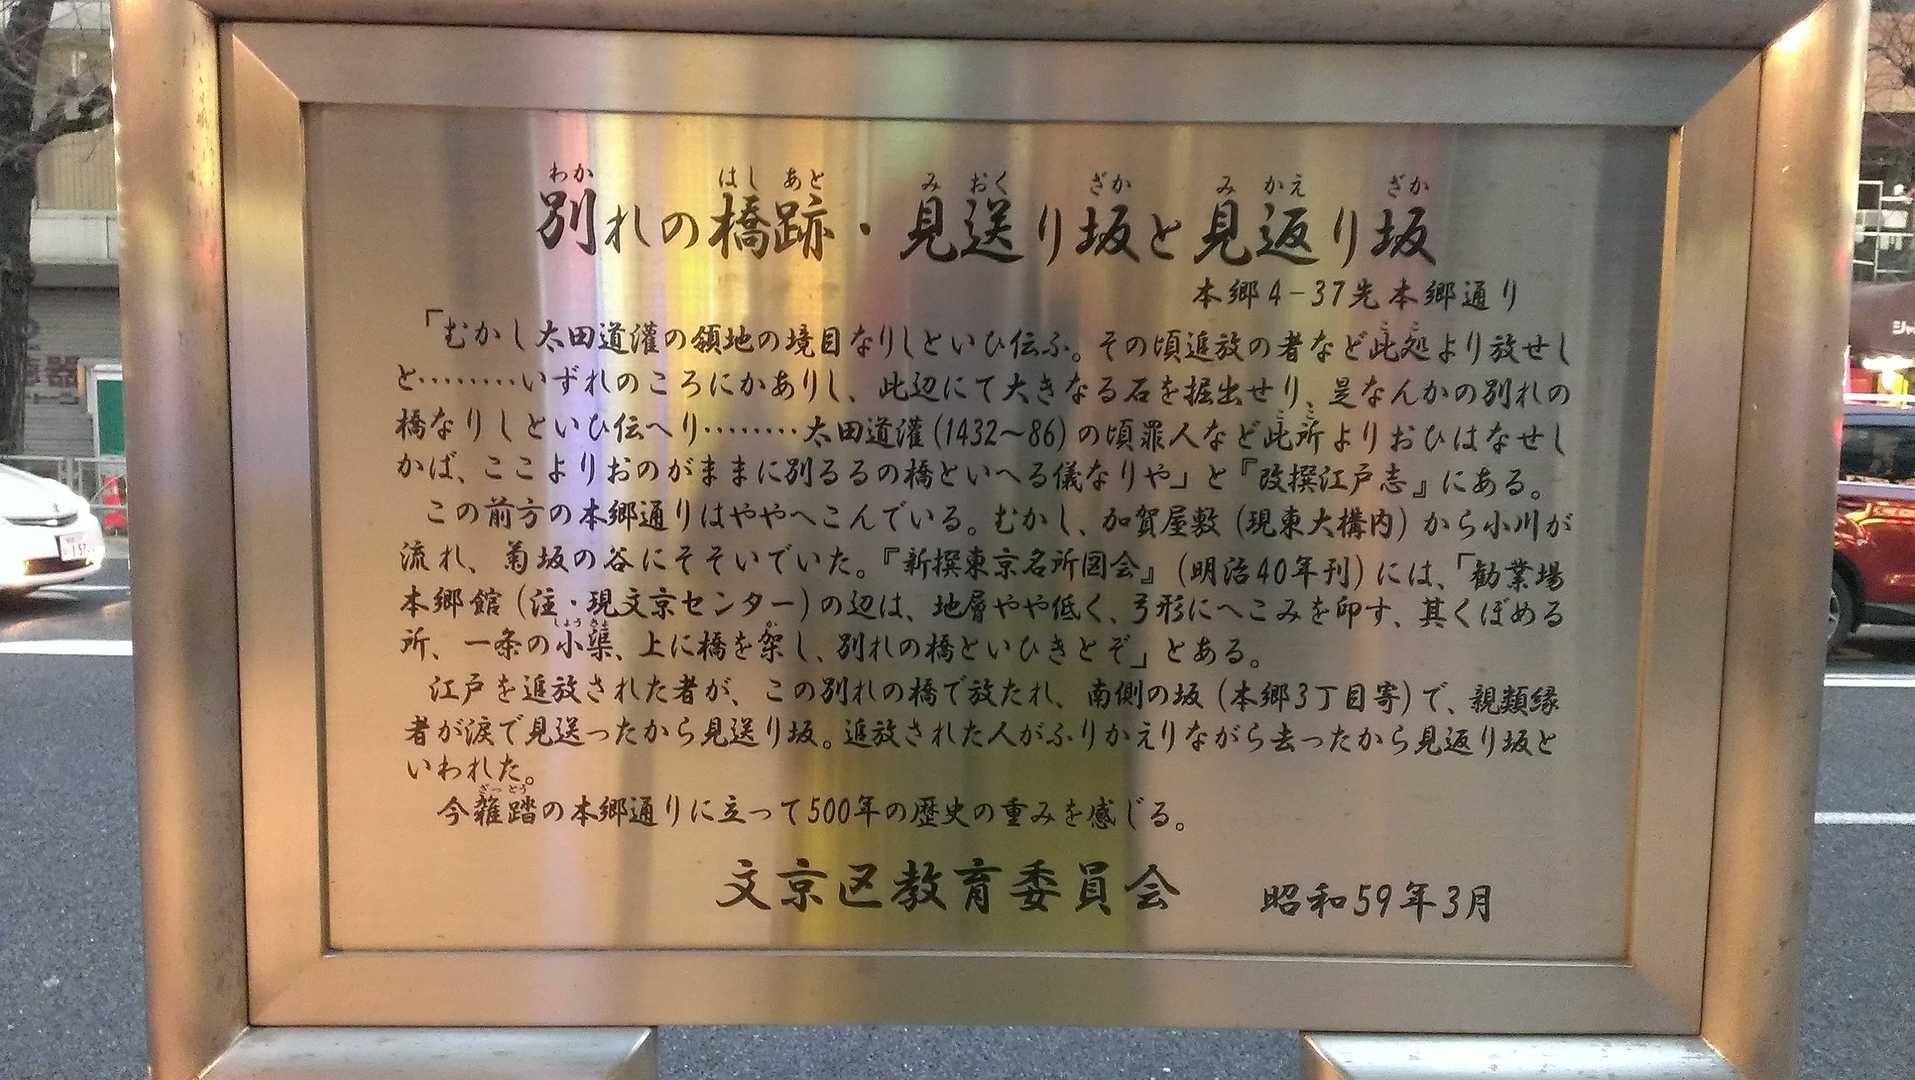 別れの橋跡・見送り坂と見返り坂
本郷4-37先本郷通り
「むかし太田道灌の領地の境目なりしといひ伝ふ。その頃追放の者など此処より放せし
と………いずれのころにかありし、此辺にて大きなる石を掘出せり、是なんかの別れの
橋なりしといひ伝へり………太田道灌(1432〜86)の頃罪人など此所よりおひはなせし
かば、ここよりおのがままに別るるの橋といへる儀なりや」と『改撰江戸志』にある。
この前方の本郷通りはややへこんでいる。むかし、加賀屋敷(現東大構内)から小川が
流れ、菊坂の谷にそそいでいた。『新撰東京名所図会』(明治40年刊)には、「勧業場
本郷館(注・現文京センター)の辺は、地層やや低く、弓形にへこみを印す、其くぼめる
所、一条の小渠、上に橋を架し、別れの橋といひきとぞ」とある。
江戸を追放された者が、この別れの橋で放たれ、南側の坂(本郷3丁目寄)で、親類縁
者が涙で見送ったから見送り坂。追放された人がふりかえりながら去ったから見返り坂と
いわれた。
今雑踏の本郷通りに立って500年の歴史の重みを感じる。
文京区教育委員会 昭和59年3月